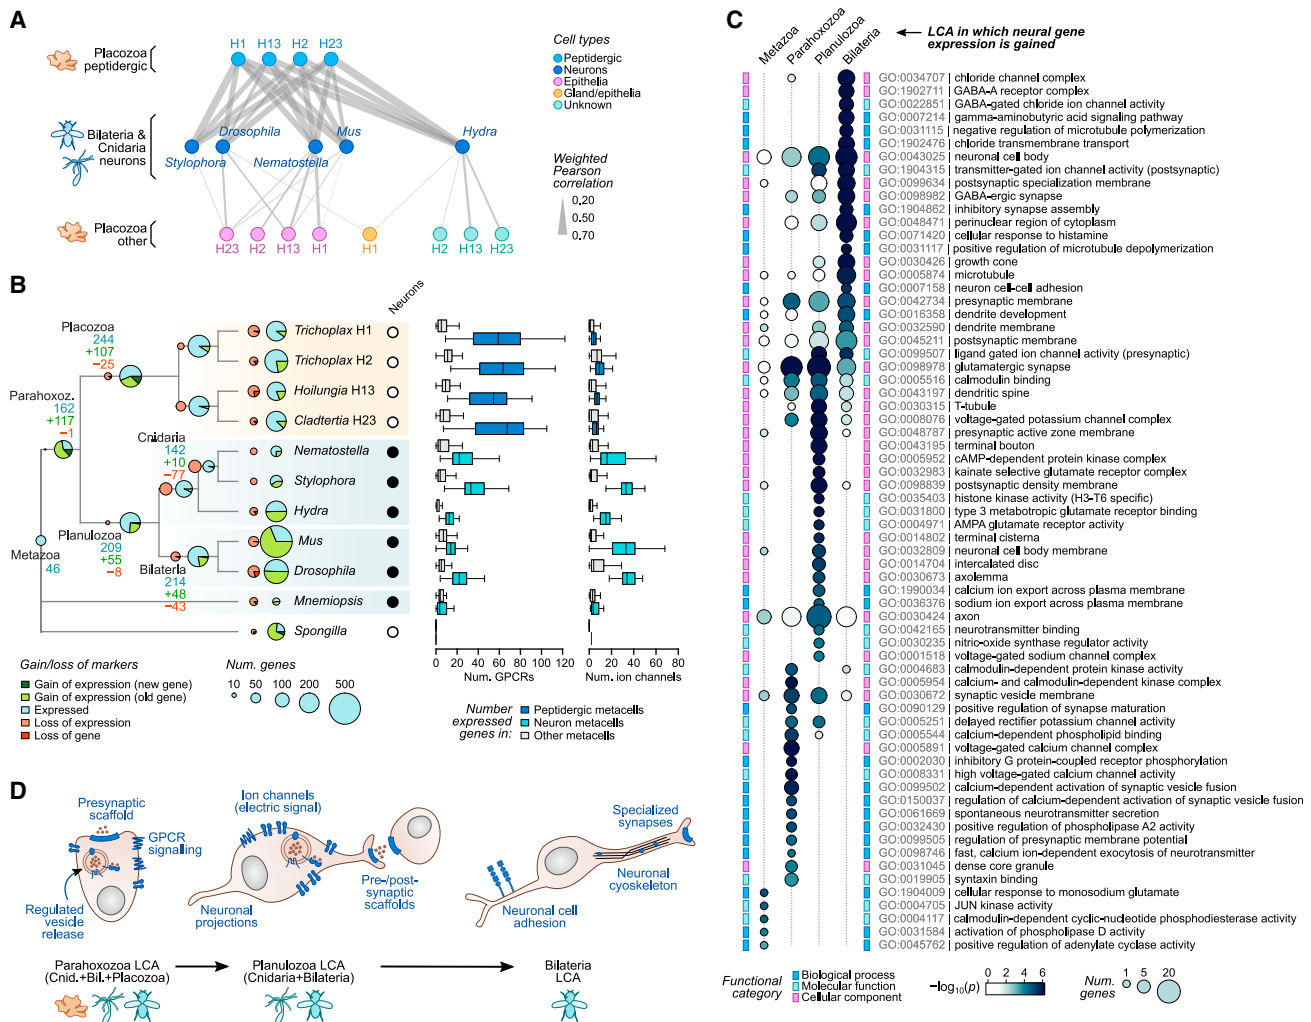 A
H1 H13 H2 H23
Placozoa
peptidergic
Cell types
Peptidergic
Neurons
Epithelia
Gland/epithelia
Unknown
Bilateria &
Cnidaria
neurons
Drosophila Mus Hydra
Stylophora Nematostella
Weighted
Pearson
correlation
0.20
0.50
0.70
Placozoa
other
H23 H2 H13 H1 H1 H2 H13 H23
B
Neurons
Placozoa
244
+107
−25
Parahoxoz.
162
+117
−1
Cnidaria
142
+10
−77
Planulozoa
209
+55
−8
Bilateria
214
+48
−43
Metazoa
46
Trichoplax H1
Trichoplax H2
Hoilungia H13
Cladtertia H23
Nematostella
Stylophora
Hydra
Mus
Drosophila
Mnemiopsis
Spongilla
0 20 40 60 80 100 120
Num. GPCRs
0 20 40 60 80
Num. ion channels
Gain/loss of markers
Gain of expression (new gene)
Gain of expression (old gene)
Expressed
Loss of expression
Loss of gene
Num. genes
10 50 100 200 500
Number
expressed
genes in:
Peptidergic metacells
Neuron metacells
Other metacells
C
Metazoa
Parahoxozoa
Planulozoa
Bilateria
LCA in which neural gene
expression is gained
GO:0034707 | chloride channel complex
GO:1902711 | GABA−A receptor complex
GO:0022851 | GABA−gated chloride ion channel activity
GO:0007214 | gamma−aminobutyric acid signaling pathway
GO:0031115 | negative regulation of microtubule polymerization
GO:1902476 | chloride transmembrane transport
GO:0043025 | neuronal cell body
GO:1904315 | transmitter−gated ion channel activity (postsynaptic)
GO:0099634 | postsynaptic specialization membrane
GO:0098982 | GABA−ergic synapse
GO:1904862 | inhibitory synapse assembly
GO:0048471 | perinuclear region of cytoplasm
GO:0071420 | cellular response to histamine
GO:0031117 | positive regulation of microtubule depolymerization
GO:0030426 | growth cone
GO:0005874 | microtubule
GO:0007158 | neuron cell−cell adhesion
GO:0042734 | presynaptic membrane
GO:0016358 | dendrite development
GO:0032590 | dendrite membrane
GO:0045211 | postsynaptic membrane
GO:0099507 | ligand gated ion channel activity (presynaptic)
GO:0098978 | glutamatergic synapse
GO:0005516 | calmodulin binding
GO:0043197 | dendritic spine
GO:0030315 | T−tubule
GO:0008076 | voltage−gated potassium channel complex
GO:0048787 | presynaptic active zone membrane
GO:0043195 | terminal bouton
GO:0005952 | cAMP−dependent protein kinase complex
GO:0032983 | kainate selective glutamate receptor complex
GO:0098839 | postsynaptic density membrane
GO:0035403 | histone kinase activity (H3−T6 specific)
GO:0031800 | type 3 metabotropic glutamate receptor binding
GO:0004971 | AMPA glutamate receptor activity
GO:0014802 | terminal cisterna
GO:0032809 | neuronal cell body membrane
GO:0014704 | intercalated disc
GO:0030673 | axolemma
GO:1990034 | calcium ion export across plasma membrane
GO:0036376 | sodium ion export across plasma membrane
GO:0030424 | axon
GO:0042165 | neurotransmitter binding
GO:0030235 | nitric−oxide synthase regulator activity
GO:0001518 | voltage−gated sodium channel complex
GO:0004683 | calmodulin−dependent protein kinase activity
GO:0005954 | calcium− and calmodulin−dependent kinase complex
GO:0030672 | synaptic vesicle membrane
GO:0090129 | positive regulation of synapse maturation
GO:0005251 | delayed rectifier potassium channel activity
GO:0005544 | calcium−dependent phospholipid binding
GO:0005891 | voltage−gated calcium channel complex
GO:0002030 | inhibitory G protein−coupled receptor phosphorylation
GO:0008331 | high voltage−gated calcium channel activity
GO:0099502 | calcium−dependent activation of synaptic vesicle fusion
GO:0150037 | regulation of calcium−dependent activation of synaptic vesicle fusion
GO:0061669 | spontaneous neurotransmitter secretion
GO:0032430 | positive regulation of phospholipase A2 activity
GO:0099505 | regulation of presynaptic membrane potential
GO:0098746 | fast, calcium ion−dependent exocytosis of neurotransmitter
GO:0031045 | dense core granule
GO:0019905 | syntaxin binding
GO:1904009 | cellular response to monosodium glutamate
GO:0004705 | JUN kinase activity
GO:0004117 | calmodulin−dependent cyclic−nucleotide phosphodiesterase activity
GO:0031584 | activation of phospholipase D activity
GO:0045762 | positive regulation of adenylate cyclase activity
Functional
category
Biological process
Molecular function
Cellular component
−log10(p)
0 2 4 6
Num.
genes
1 5 20
D
Presynaptic
scaffold
GPCR
signalling
Regulated
vesicle
release
Ion channels
(electric signal)
Neuronal
projections
Pre−/post-
synaptic
scaffolds
Specialized
synapses
Neuronal
cyoskeleton
Neuronal cell
adhesion
Parahoxozoa LCA
(Cnid.+Bil.+Placozoa)
Planulozoa LCA
(Cnidaria+Bilateria)
Bilateria
LCA